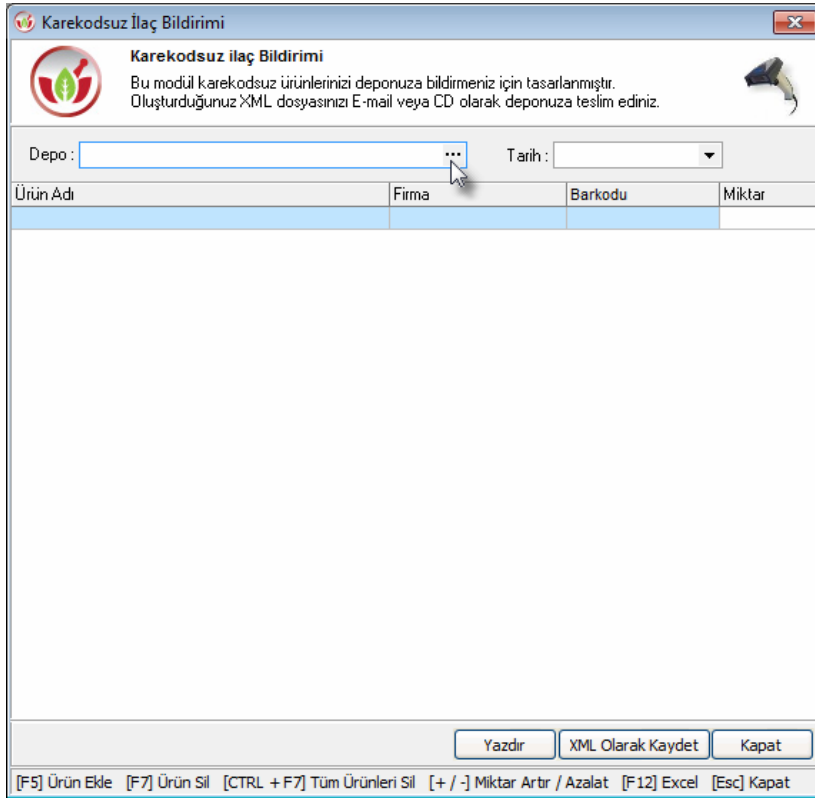 Karekodsuz İlaç Bildirimi
Karekodsuz ilaç Bildirimi
Bu modül karekodsuz ürünlerinizi deponuza bildirmeniz için tasarlanmıştır.
Oluşturduğunuz XML dosyasınızı E-mail veya CD olarak deponuza teslim ediniz.
Depo : ... Tarih :
Ürün Adı Firma Barkodu Miktar
Yazdır XML Olarak Kaydet Kapat
[F5] Ürün Ekle [F7] Ürün Sil [CTRL + F7] Tüm Ürünleri Sil [+ / -] Miktar Artır / Azalat [F12] Excel [Esc] Kapat